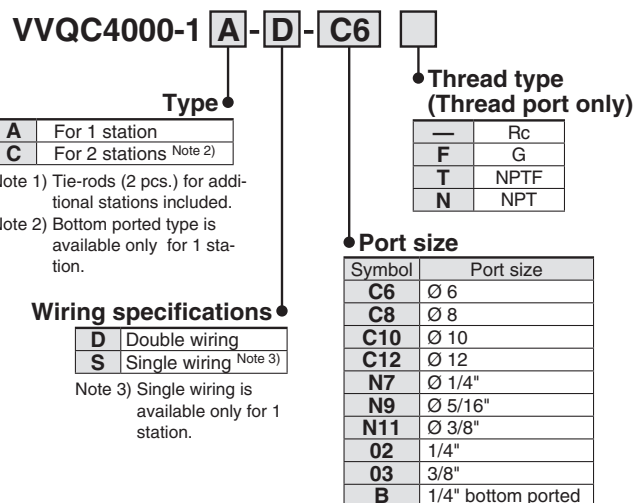 VVQC4000-1 A - D - C6
Type
A For 1 station
C For 2 stations Note 2)
ote 1) Tie-rods (2 pcs.) for addi-
tional stations included.
ote 2) Bottom ported type is
available only for 1 sta-
tion.
Wiring specifications
D Double wiring
S Single wiring Note 3)
Note 3) Single wiring is
available only for 1
station.
Thread type
(Thread port only)
— Rc
F G
T NPTF
N NPT
Port size
Symbol Port size
C6 Ø 6
C8 Ø 8
C10 Ø 10
C12 Ø 12
N7 Ø 1/4"
N9 Ø 5/16"
N11 Ø 3/8"
02 1/4"
03 3/8"
B 1/4" bottom ported